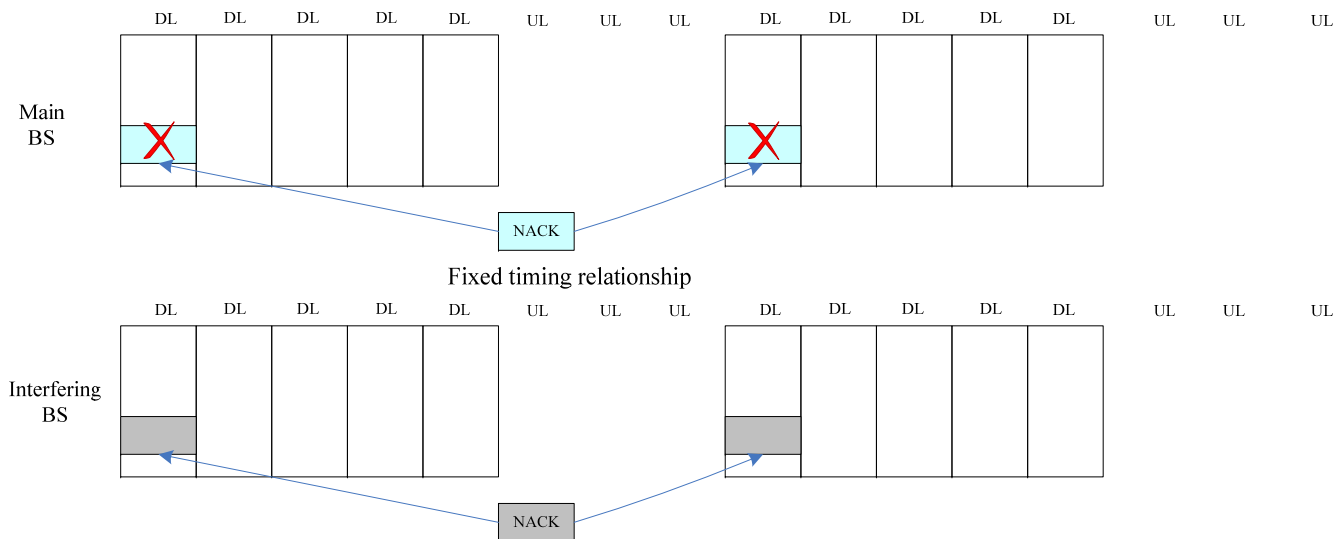 DL DL DL DL DL UL UL UL DL DL DL DL DL UL UL UL
Main
BS
NACK
Fixed timing relationship
DL DL DL DL DL UL UL UL DL DL DL DL DL UL UL UL
Interfering
BS
NACK